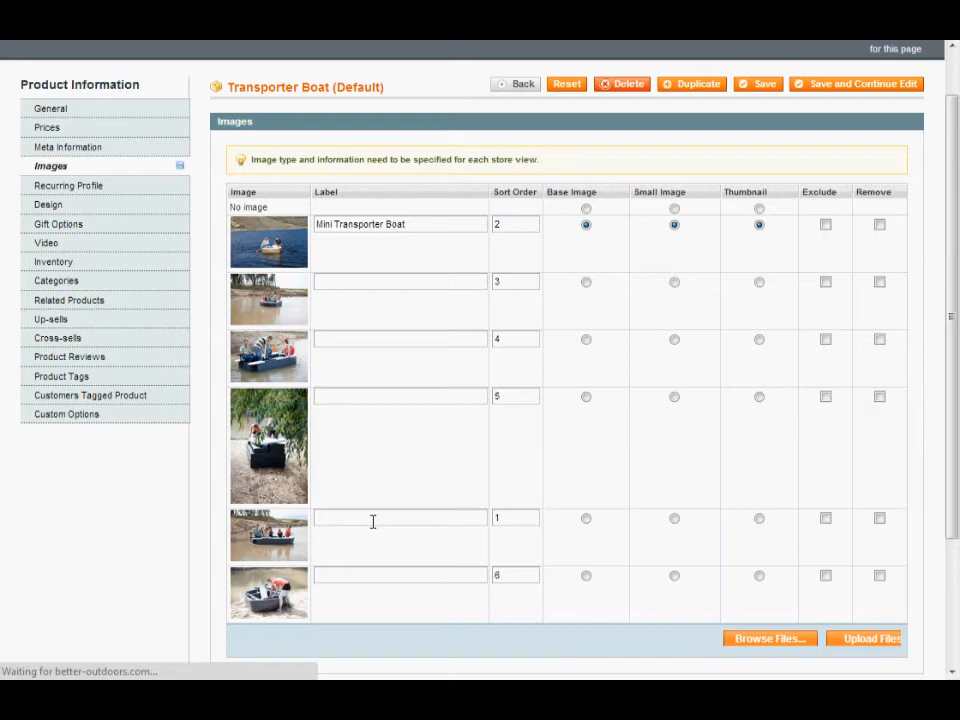 for this page
Product Information
General
Prices
Meta Information
Images
Recurring Profile
Design
Gift Options
Video
Inventory
Categories
Related Products
Up-sells
Cross-sells
Product Reviews
Product Tags
Customers Tagged Product
Custom Options
Transporter Boat (Default)
Back Reset Delete Duplicate Save Save and Continue Edit
Images
Image type and information need to be specified for each store view.
Image Label Sort Order Base Image Small Image Thumbnail Exclude Remove
No image
Mini Transporter Boat 2
3
4
5
1
6
Browse Files... Upload Files
Waiting for better-outdoors.com...